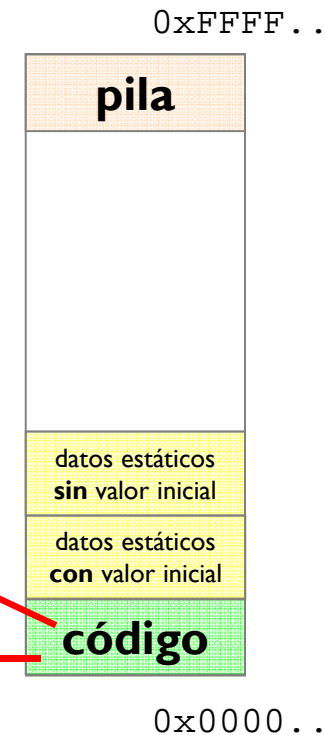 0xFFFF..
pila
datos estáticos
sin valor inicial
datos estáticos
con valor inicial
código
0x0000..